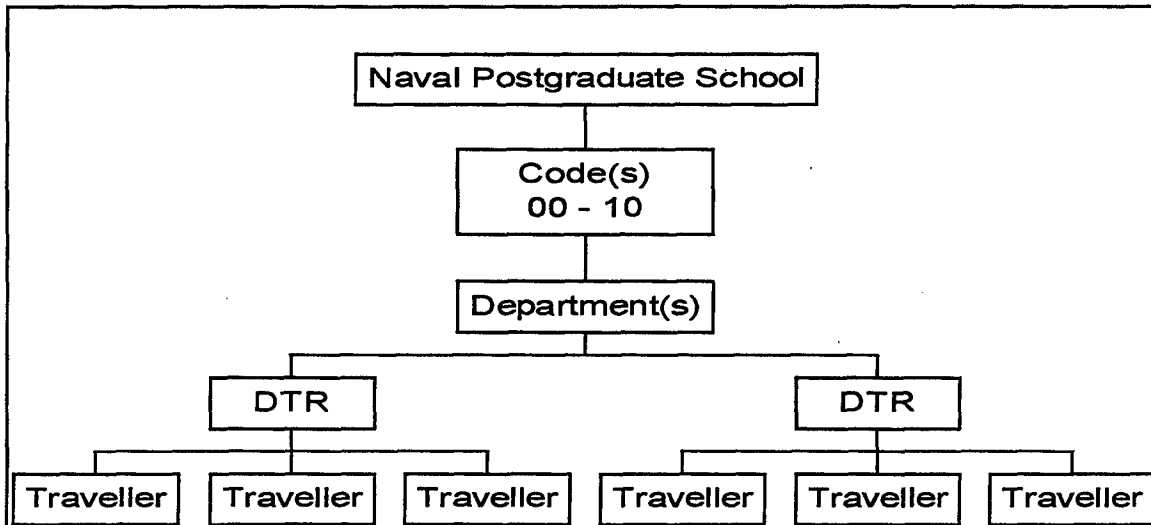 Naval Postgraduate School
Code(s)
00 - 10
Department(s)
DTR DTR
Traveller Traveller Traveller Traveller Traveller Traveller